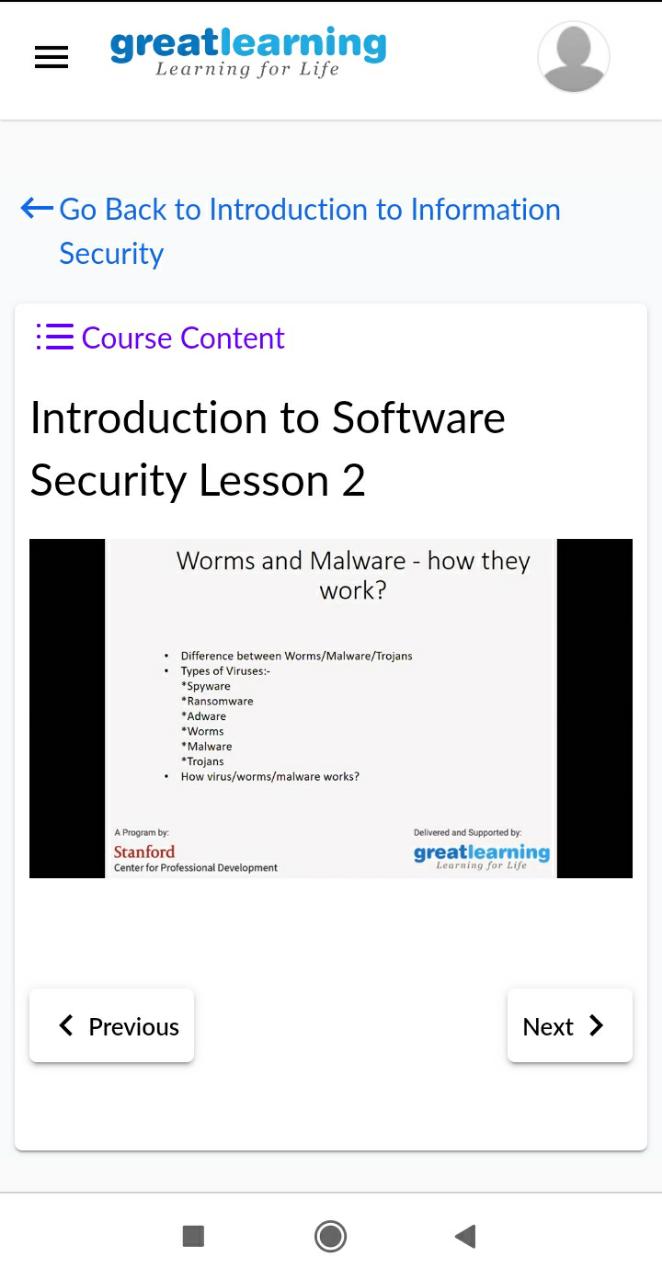 greatlearning
Learning for Life
Go Back to Introduction to Information
Security
Course Content
Introduction to Software
Security Lesson 2
Worms and Malware - how they
work?
• Difference between Worms/Malware/Trojans
• Types of Viruses:-
*Spyware
*Ransomware
*Adware
*Worms
*Malware
*Trojans
• How virus/worms/malware works?
A Program by:
Stanford
Center for Professional Development
Delivered and Supported by:
greatlearning
Learning for Life
Previous
Next